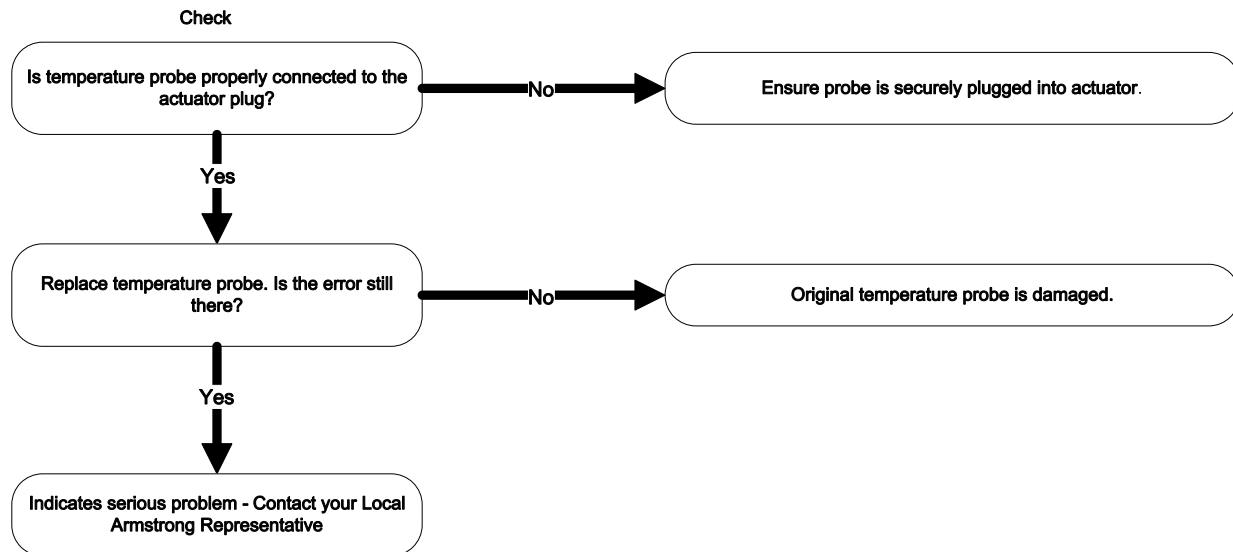 Check
Is temperature probe properly connected to the
actuator plug?
No
Ensure probe is securely plugged into actuator.
Yes
Replace temperature probe. Is the error still
there?
No
Original temperature probe is damaged.
Yes
Indicates serious problem - Contact your Local
Armstrong Representative